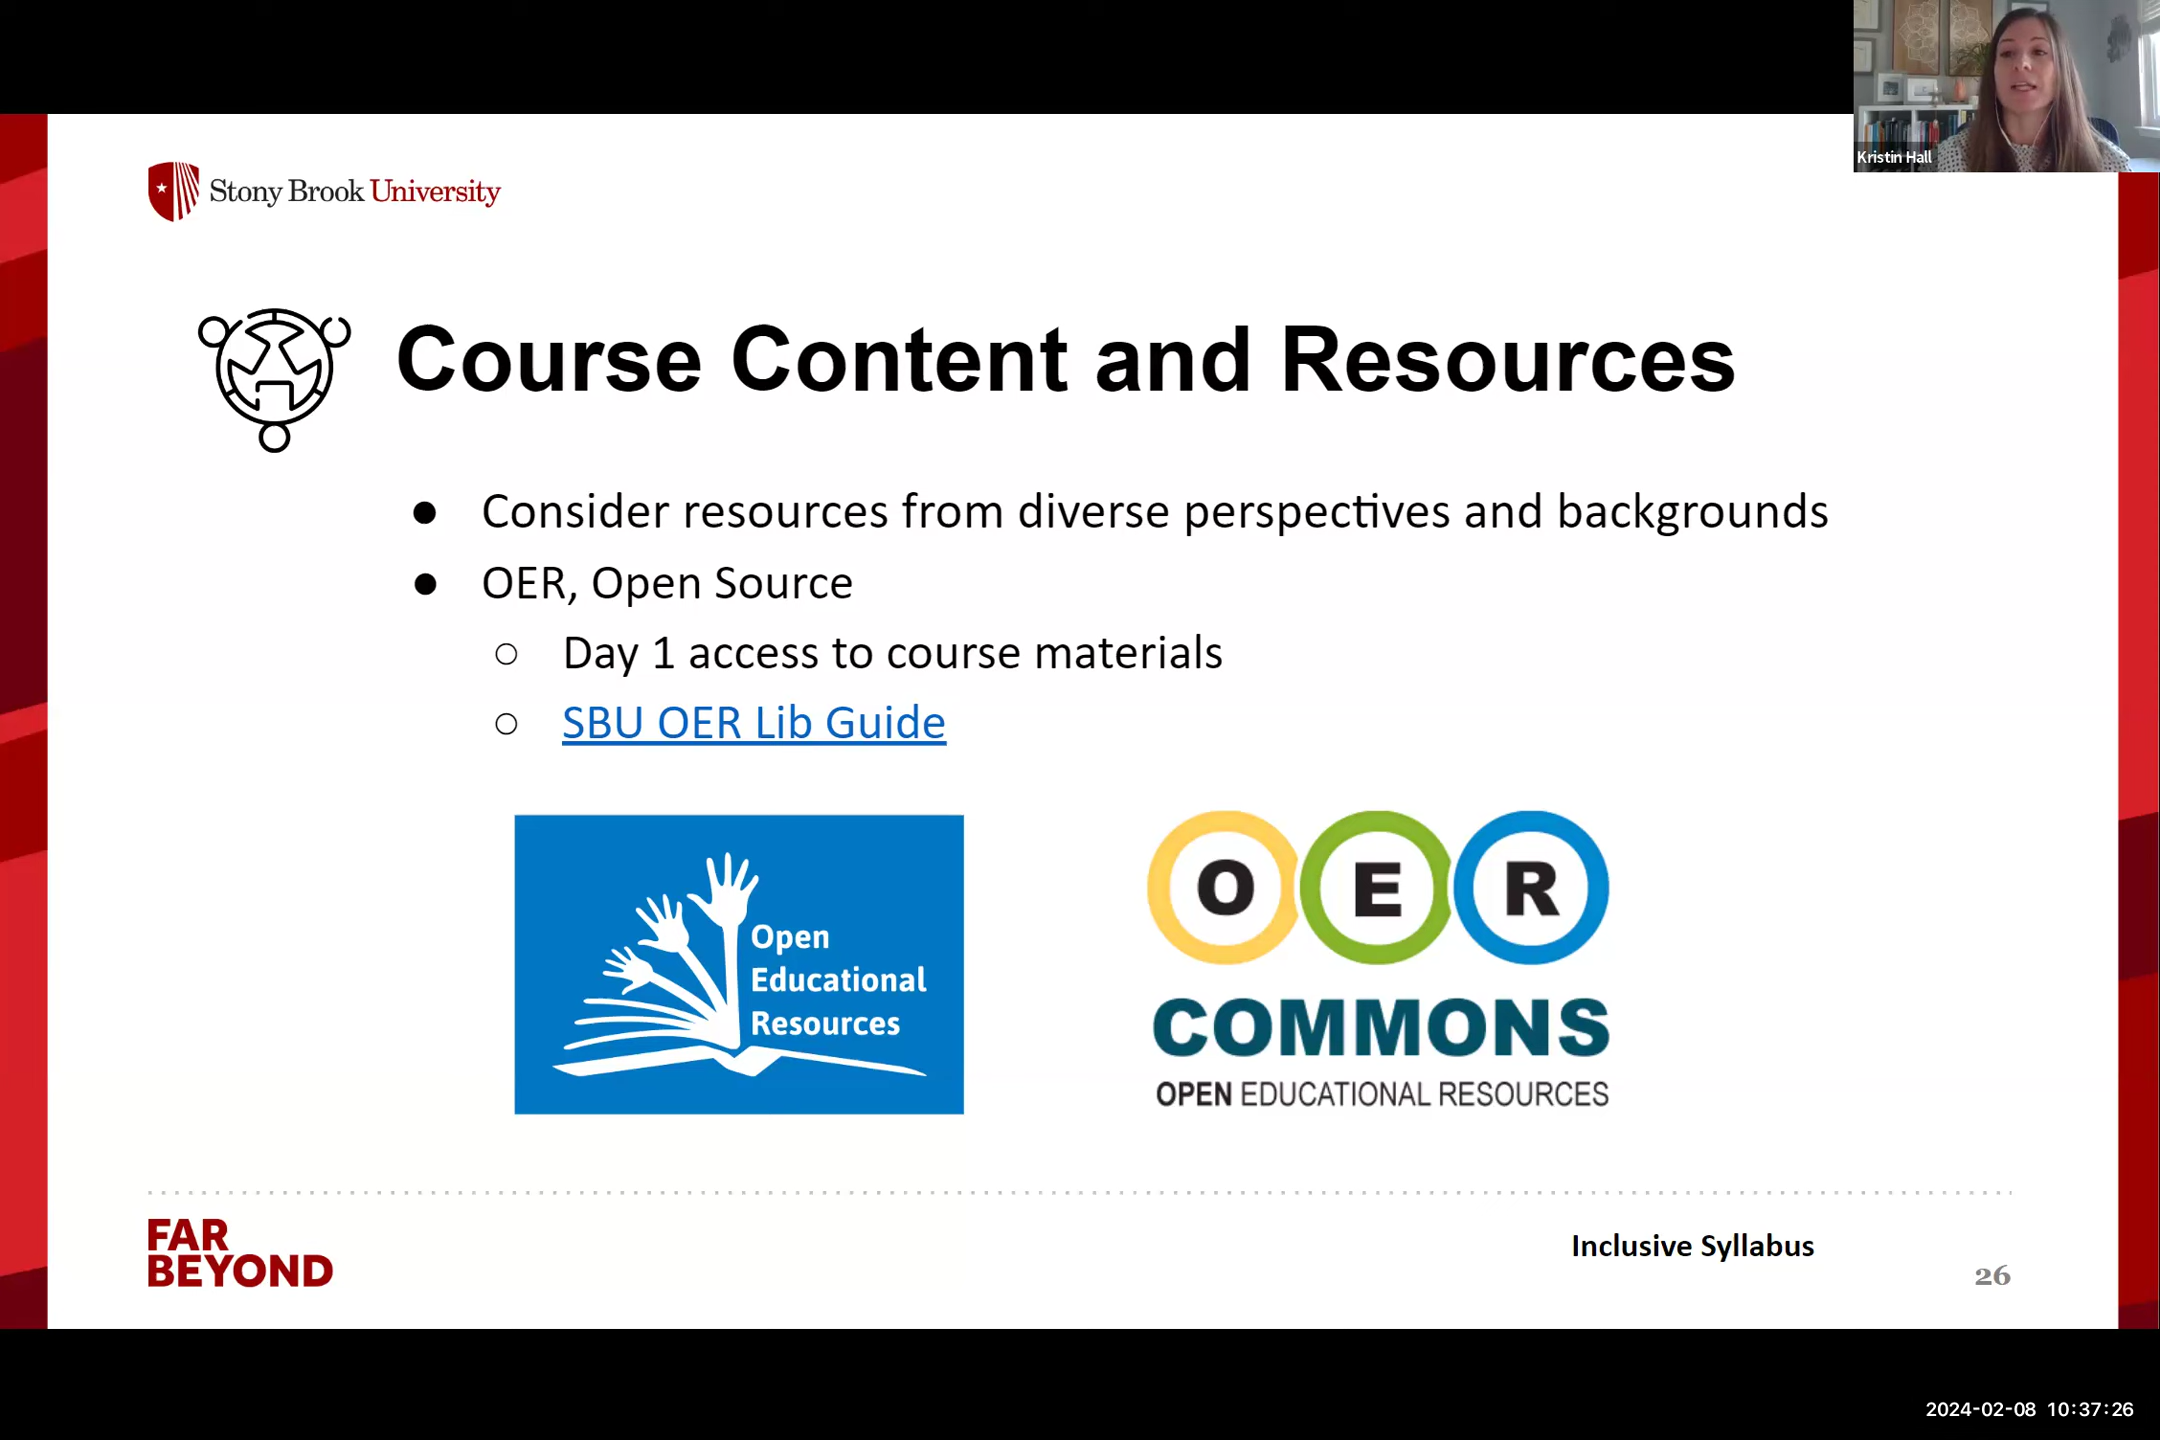 Kristin Hall
Stony Brook University
Course Content and Resources
● Consider resources from diverse perspectives and backgrounds
● OER, Open Source
○ Day 1 access to course materials
○ SBU OER Lib Guide
Open
Educational
Resources
O E R
COMMONS
OPEN EDUCATIONAL RESOURCES
FAR
BEYOND
Inclusive Syllabus
26
2024-02-08 10:37:26